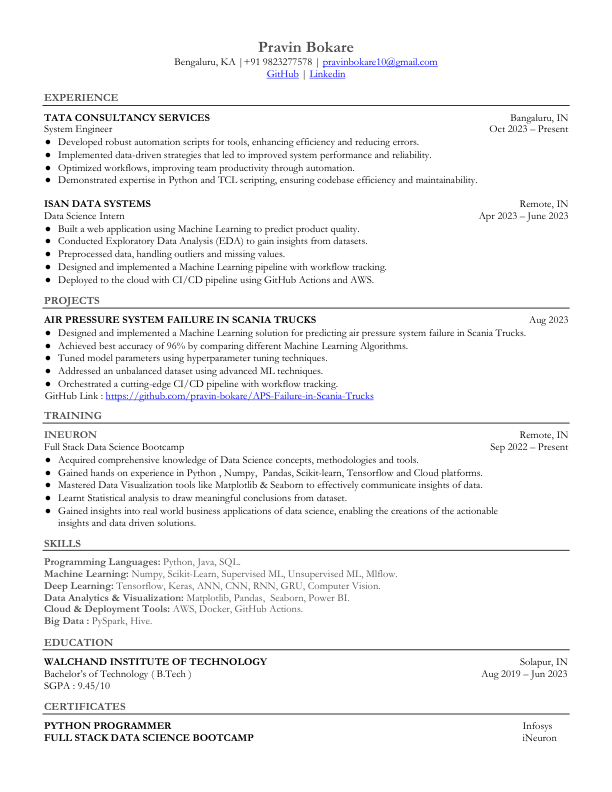 Pravin Bokare
Bengaluru, KA |+91 9823277578 | pravinbokare10@gmail.com
GitHub | Linkedin
EXPERIENCE
TATA CONSULTANCY SERVICES Bangaluru, IN
System Engineer Oct 2023 – Present
● Developed robust automation scripts for tools, enhancing efficiency and reducing errors.
● Implemented data-driven strategies that led to improved system performance and reliability.
● Optimized workflows, improving team productivity through automation.
● Demonstrated expertise in Python and TCL scripting, ensuring codebase efficiency and maintainability.
ISAN DATA SYSTEMS Remote, IN
Data Science Intern Apr 2023 – June 2023
● Built a web application using Machine Learning to predict product quality.
● Conducted Exploratory Data Analysis (EDA) to gain insights from datasets.
● Preprocessed data, handling outliers and missing values.
● Designed and implemented a Machine Learning pipeline with workflow tracking.
● Deployed to the cloud with CI/CD pipeline using GitHub Actions and AWS.
PROJECTS
AIR PRESSURE SYSTEM FAILURE IN SCANIA TRUCKS Aug 2023
● Designed and implemented a Machine Learning solution for predicting air pressure system failure in Scania Trucks.
● Achieved best accuracy of 96% by comparing different Machine Learning Algorithms.
● Tuned model parameters using hyperparameter tuning techniques.
● Addressed an unbalanced dataset using advanced ML techniques.
● Orchestrated a cutting-edge CI/CD pipeline with workflow tracking.
GitHub Link : https://github.com/pravin-bokare/APS-Failure-in-Scania-Trucks
TRAINING
INEURON Remote, IN
Full Stack Data Science Bootcamp Sep 2022 – Present
● Acquired comprehensive knowledge of Data Science concepts, methodologies and tools.
● Gained hands on experience in Python , Numpy, Pandas, Scikit-learn, Tensorflow and Cloud platforms.
● Mastered Data Visualization tools like Matplotlib & Seaborn to effectively communicate insights of data.
● Learnt Statistical analysis to draw meaningful conclusions from dataset.
● Gained insights into real world business applications of data science, enabling the creations of the actionable
insights and data driven solutions.
SKILLS
Programming Languages: Python, Java, SQL.
Machine Learning: Numpy, Scikit-Learn, Supervised ML, Unsupervised ML, Mlflow.
Deep Learning: Tensorflow, Keras, ANN, CNN, RNN, GRU, Computer Vision.
Data Analytics & Visualization: Matplotlib, Pandas, Seaborn, Power BI.
Cloud & Deployment Tools: AWS, Docker, GitHub Actions.
Big Data : PySpark, Hive.
EDUCATION
WALCHAND INSTITUTE OF TECHNOLOGY Solapur, IN
Bachelor's of Technology ( B.Tech ) Aug 2019 – Jun 2023
SGPA : 9.45/10
CERTIFICATES
PYTHON PROGRAMMER Infosys
FULL STACK DATA SCIENCE BOOTCAMP iNeuron